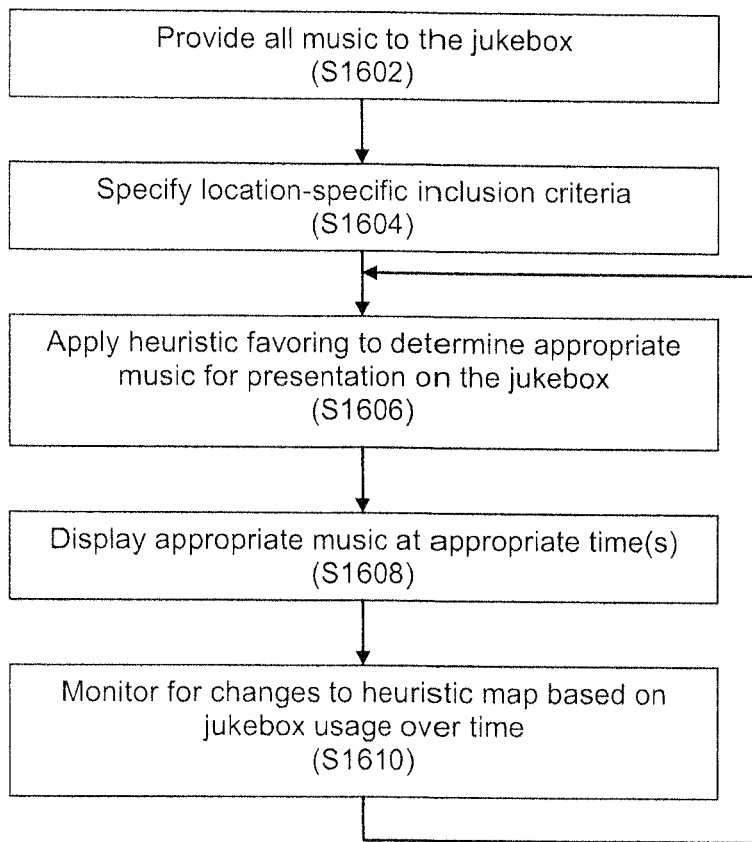 Provide all music to the jukebox
(S1602)
Specify location-specific inclusion criteria
(S1604)
Apply heuristic favoring to determine appropriate
music for presentation on the jukebox
(S1606)
Display appropriate music at appropriate time(s)
(S1608)
Monitor for changes to heuristic map based on
jukebox usage over time
(S1610)